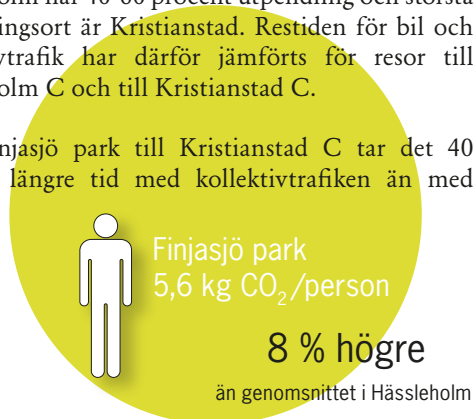 har 40-60 procent utpendling och största
ingsort är Kristianstad. Restiden för bil och
vtrafik har därför jämförts för resor till
olm C och till Kristianstad C.
njasjö park till Kristianstad C tar det 40
längre tid med kollektivtrafiken än med
Finjasjö park
5,6 kg CO₂/person
8 % högre
än genomsnittet i Hässleholm